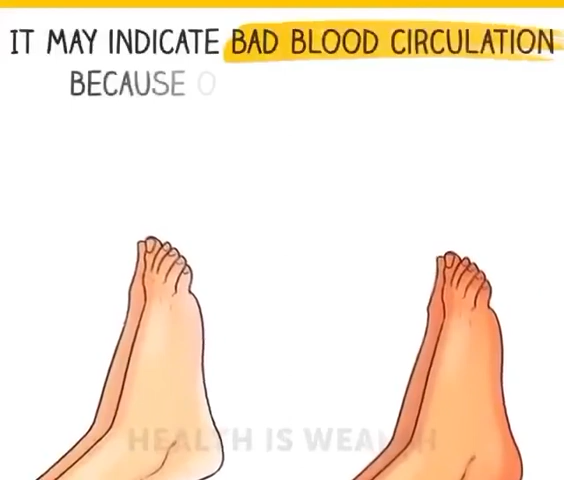 IT MAY INDICATE BAD BLOOD CIRCULATION
BECAUSE O
HEALTH IS WEALTH